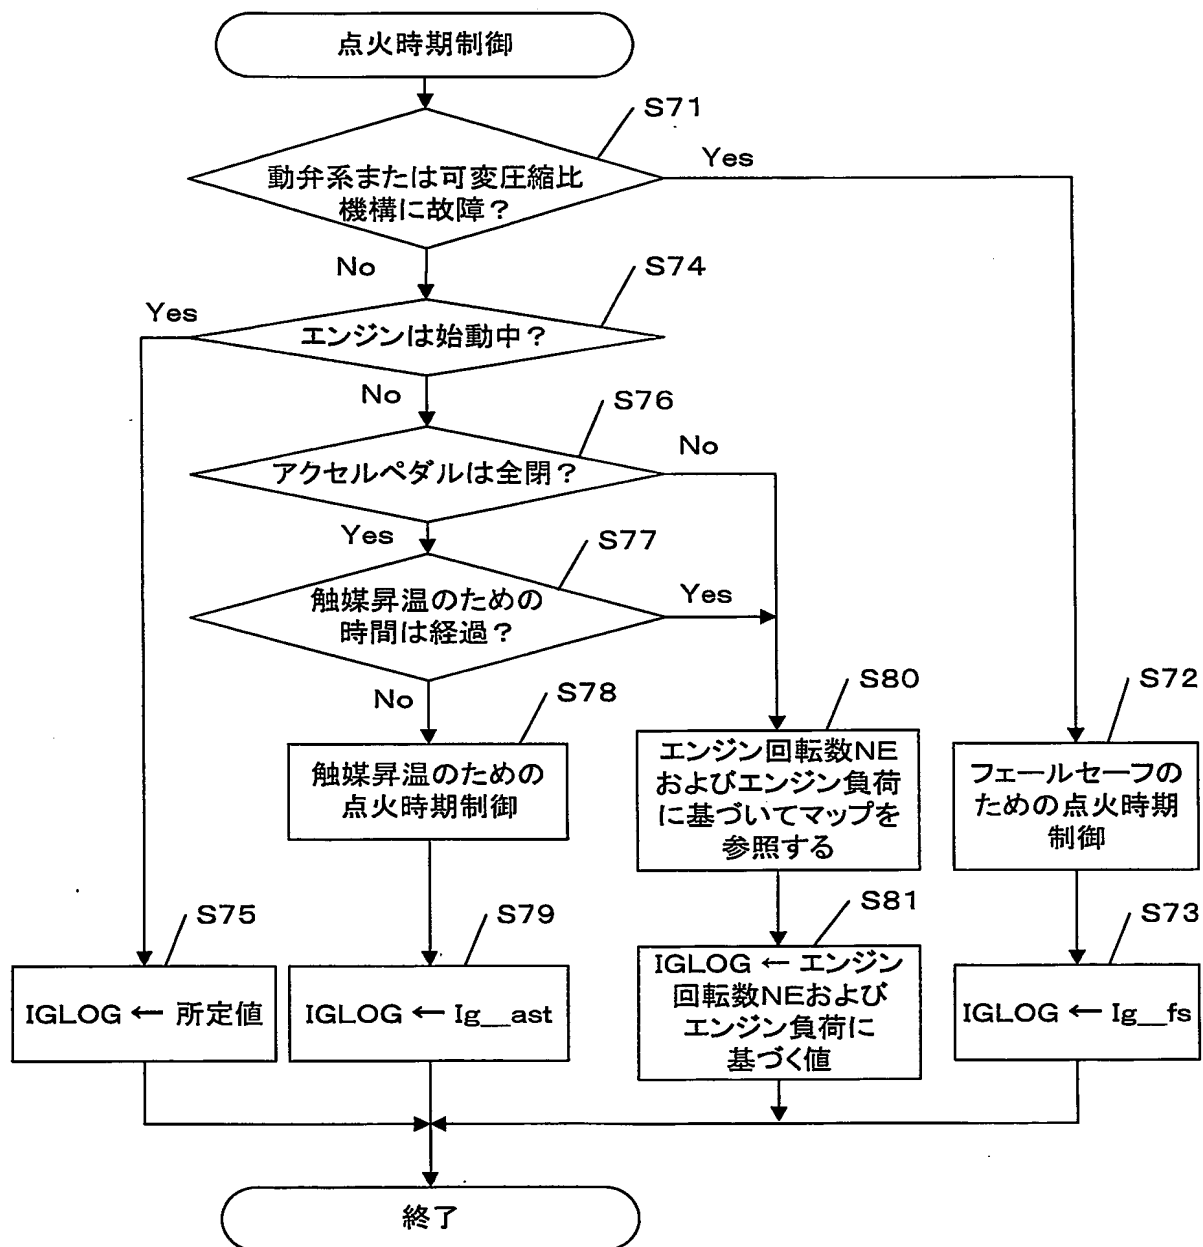 点火時期制御
S71
動弁系または可変圧縮比
機構に故障?
Yes
No
S74
エンジンは始動中?
Yes
No
S76
アクセルペダルは全閉?
No
Yes
S77
触媒昇温のための
時間は経過?
Yes
No
S78
触媒昇温のための
点火時期制御
S80
エンジン回転数NE
およびエンジン負荷
に基づいてマップを
参照する
S72
フェールセーフの
ための点火時期
制御
S75
IGLOG ← 所定値
S79
IGLOG ← Ig__ast
S81
IGLOG ← エンジン
回転数NEおよび
エンジン負荷に
基づく値
S73
IGLOG ← Ig__fs
終了